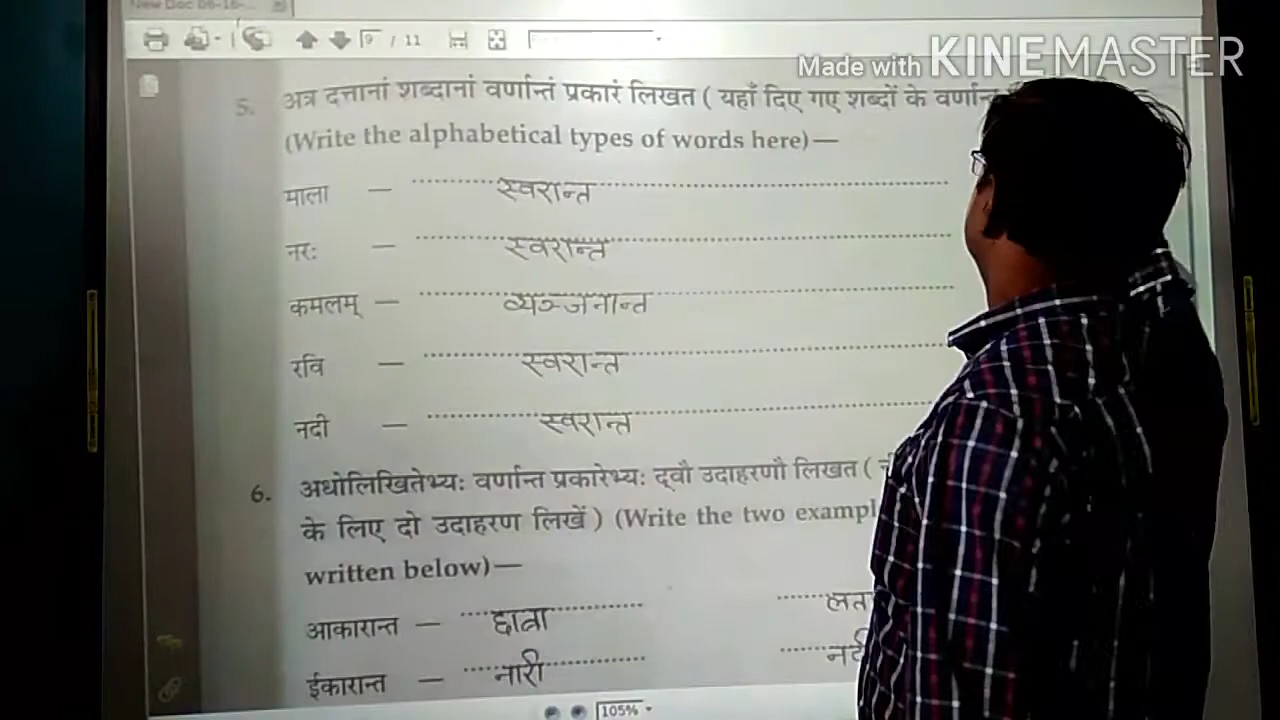 Made with KINEMASTER
9 / 11
5. अत्र दत्तानां शब्दानां वर्णान्तं प्रकारं लिखत ( यहाँ दिए गए शब्दों के
(Write the alphabetical types of words here)—
माला — स्वरान्त
नरः — स्वरान्त
कमलम् — व्यञ्जनान्त
रवि — स्वरान्त
नदी — स्वरान्त
6. अधोलिखितेभ्यः वर्णान्त प्रकारेभ्यः द्वौ उदाहरणौ लिखत (
के लिए दो उदाहरण लिखें ) (Write the two
written below)—
आकारान्त — छात्रा
ईकारान्त — नारी
105%